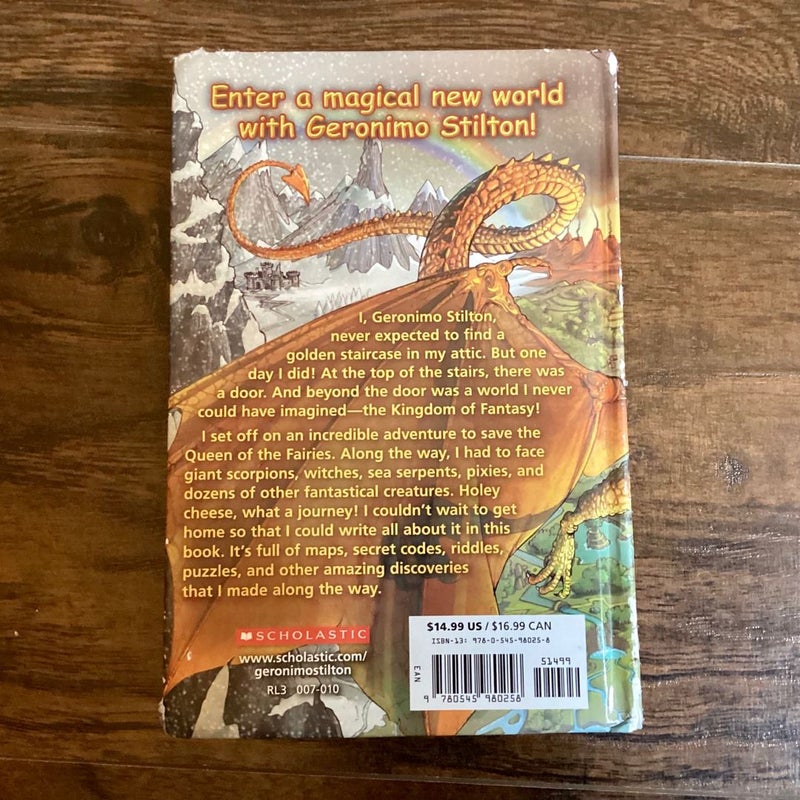 Enter a magical new world
with Geronimo Stilton!
I, Geronimo Stilton,
never expected to find a
golden staircase in my attic. But one
day I did! At the top of the stairs, there was
a door. And beyond the door was a world I never
could have imagined—the Kingdom of Fantasy!
I set off on an incredible adventure to save the
Queen of the Fairies. Along the way, I had to face
giant scorpions, witches, sea serpents, pixies, and
dozens of other fantastical creatures. Holey
cheese, what a journey! I couldn't wait to get
home so that I could write all about it in this
book. It's full of maps, secret codes, riddles,
puzzles, and other amazing discoveries
that I made along the way.
SCHOLASTIC
www.scholastic.com/
geronimostilton
RL3 007-010
$14.99 US / $16.99 CAN
ISBN-13: 978-0-545-98025-8
51499
EAN
9 780545 980258